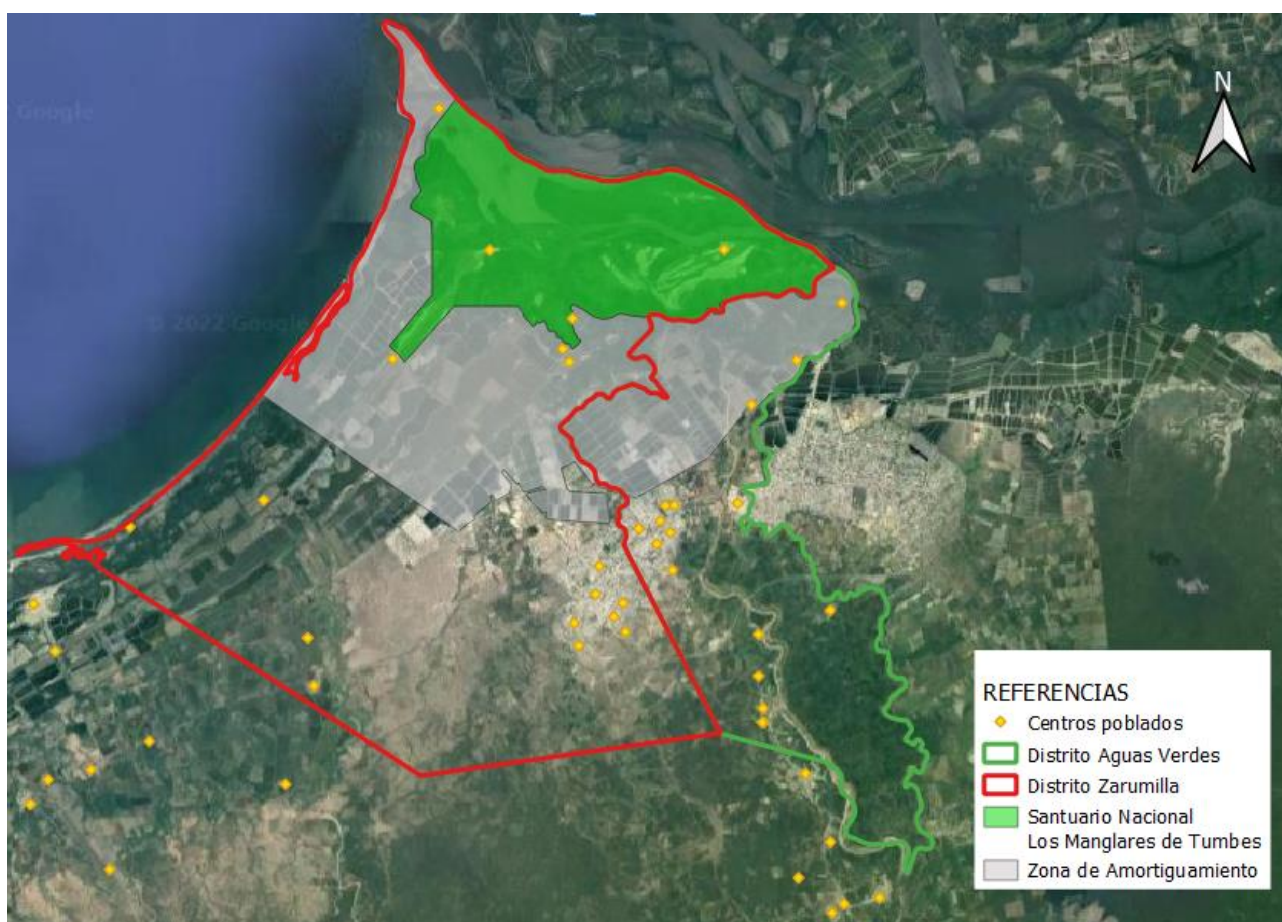 Google
N
© 2022 Google
REFERENCIAS
Centros poblados
Distrito Aguas Verdes
Distrito Zarumilla
Santuario Nacional
Los Manglares de Tumbes
Zona de Amortiguamiento